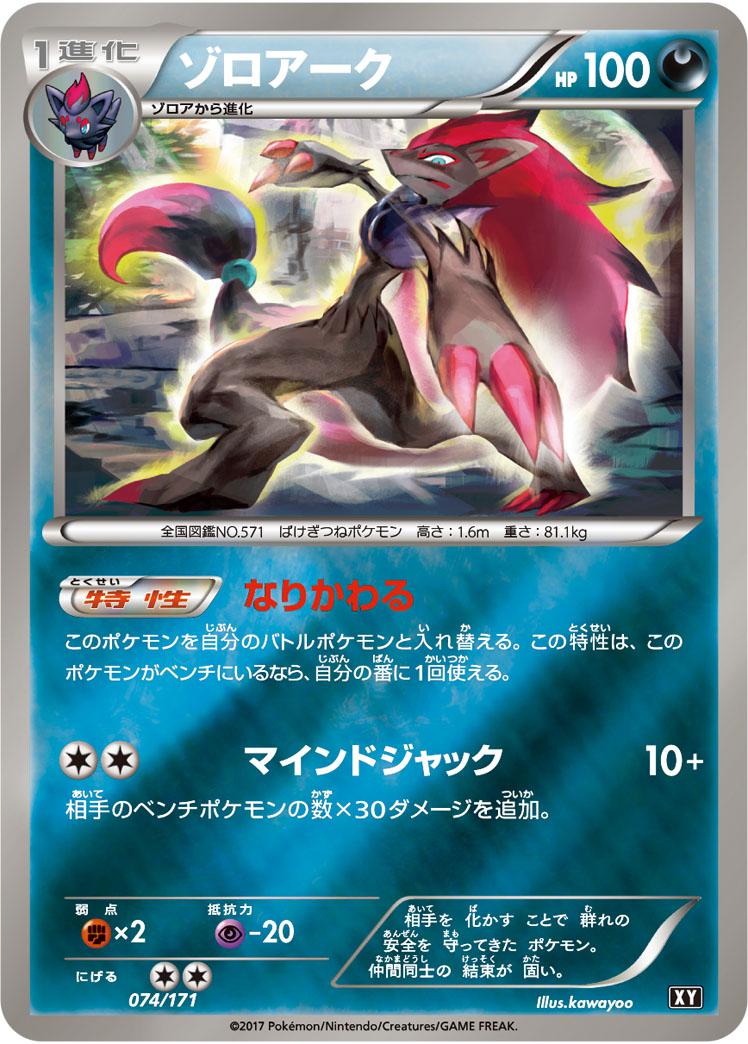 1進化
ゾロアーク
HP 100
ゾロアから進化
全国図鑑NO.571 ばけぎつねポケモン 高さ:1.6m 重さ:81.1kg
とくせい
特性 なりかわる
このポケモンを自分のバトルポケモンと入れ替える。この特性は、この
ポケモンがベンチにいるなら、自分の番に1回使える。
マインドジャック 10+
相手のベンチポケモンの数×30ダメージを追加。
弱点 抵抗力
×2 -20
にげる
相手を 化かす ことで 群れの
安全を 守ってきた ポケモン。
仲間同士の 結束が 固い。
074/171
Illus.kawayoo
XY
©2017 Pokémon/Nintendo/Creatures/GAME FREAK.